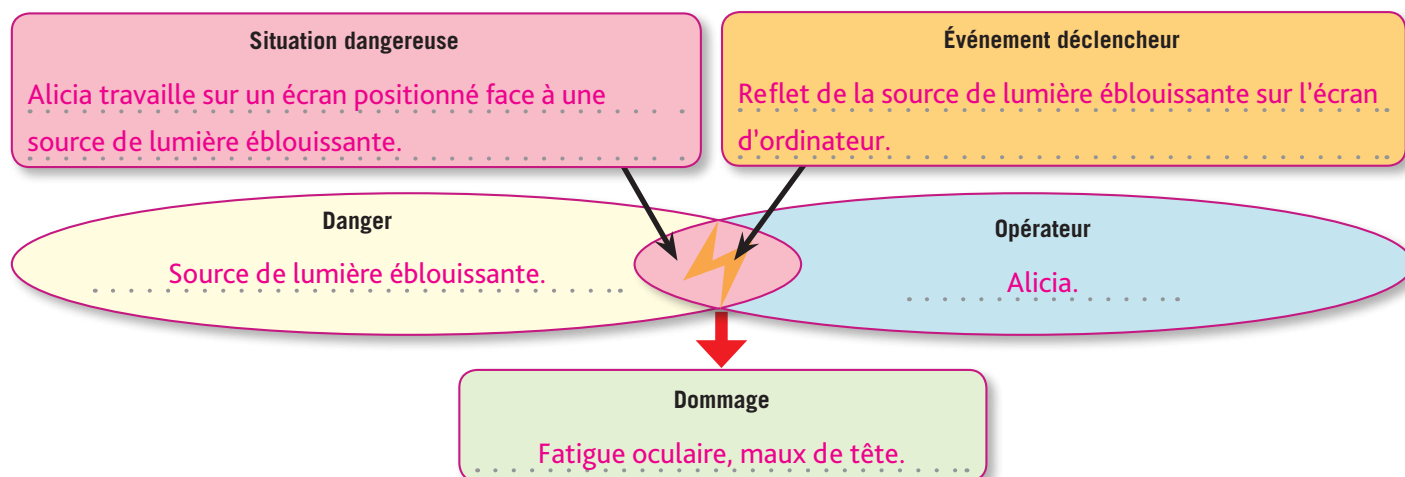 Situation dangereuse
Alicia travaille sur un écran positionné face à une
source de lumière éblouissante.
Événement déclencheur
Reflet de la source de lumière éblouissante sur l'écran
d'ordinateur.
Danger
Source de lumière éblouissante.
Opérateur
Alicia.
Dommage
Fatigue oculaire, maux de tête.